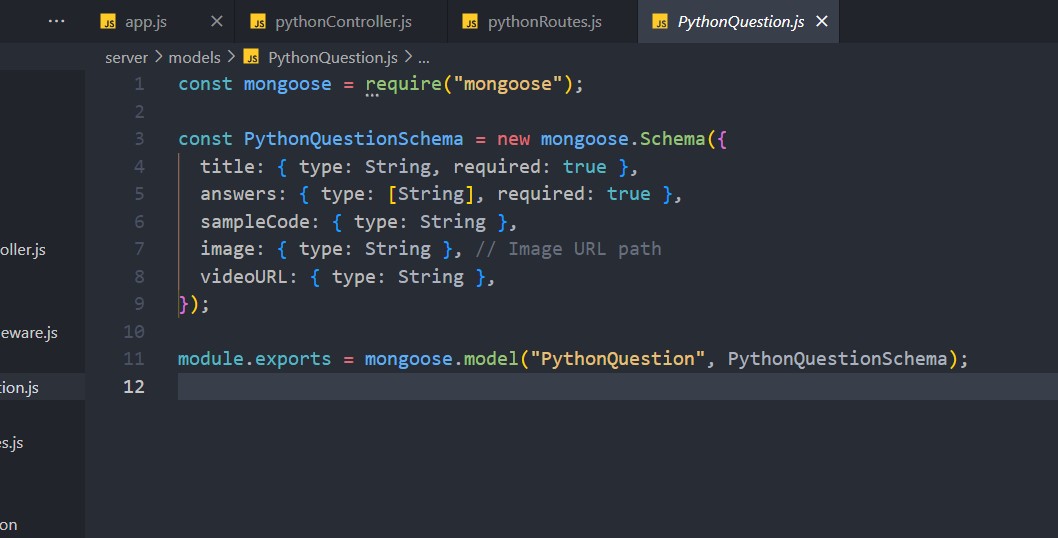 ... JS app.js × JS pythonController.js JS pythonRoutes.js JS PythonQuestion.js ×
server > models > JS PythonQuestion.js > ...
1 const mongoose = require("mongoose");
2
3 const PythonQuestionSchema = new mongoose.Schema({
4 title: { type: String, required: true },
5 answers: { type: [String], required: true },
6 sampleCode: { type: String },
7 image: { type: String }, // Image URL path
8 videoURL: { type: String },
9 });
10
11 module.exports = mongoose.model("PythonQuestion", PythonQuestionSchema);
12
oller.js
eware.js
tion.js
s.js
on